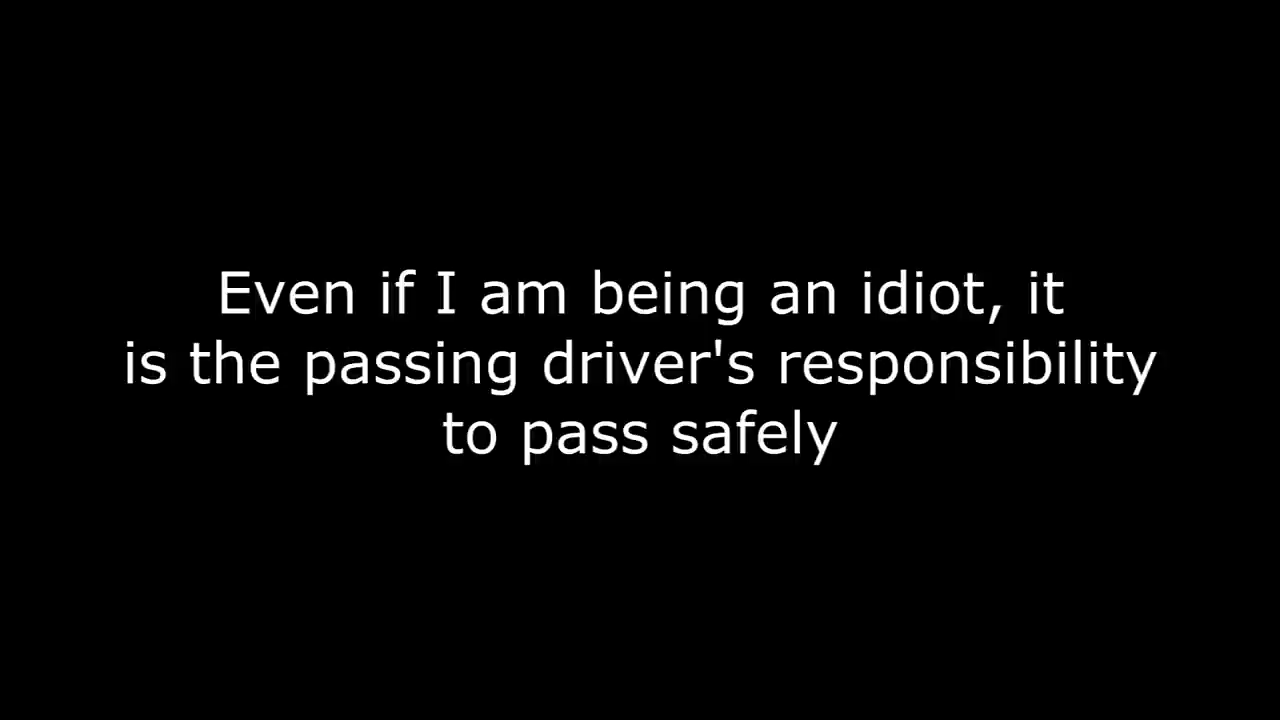 Even if I am being an idiot, it
is the passing driver's responsibility
to pass safely